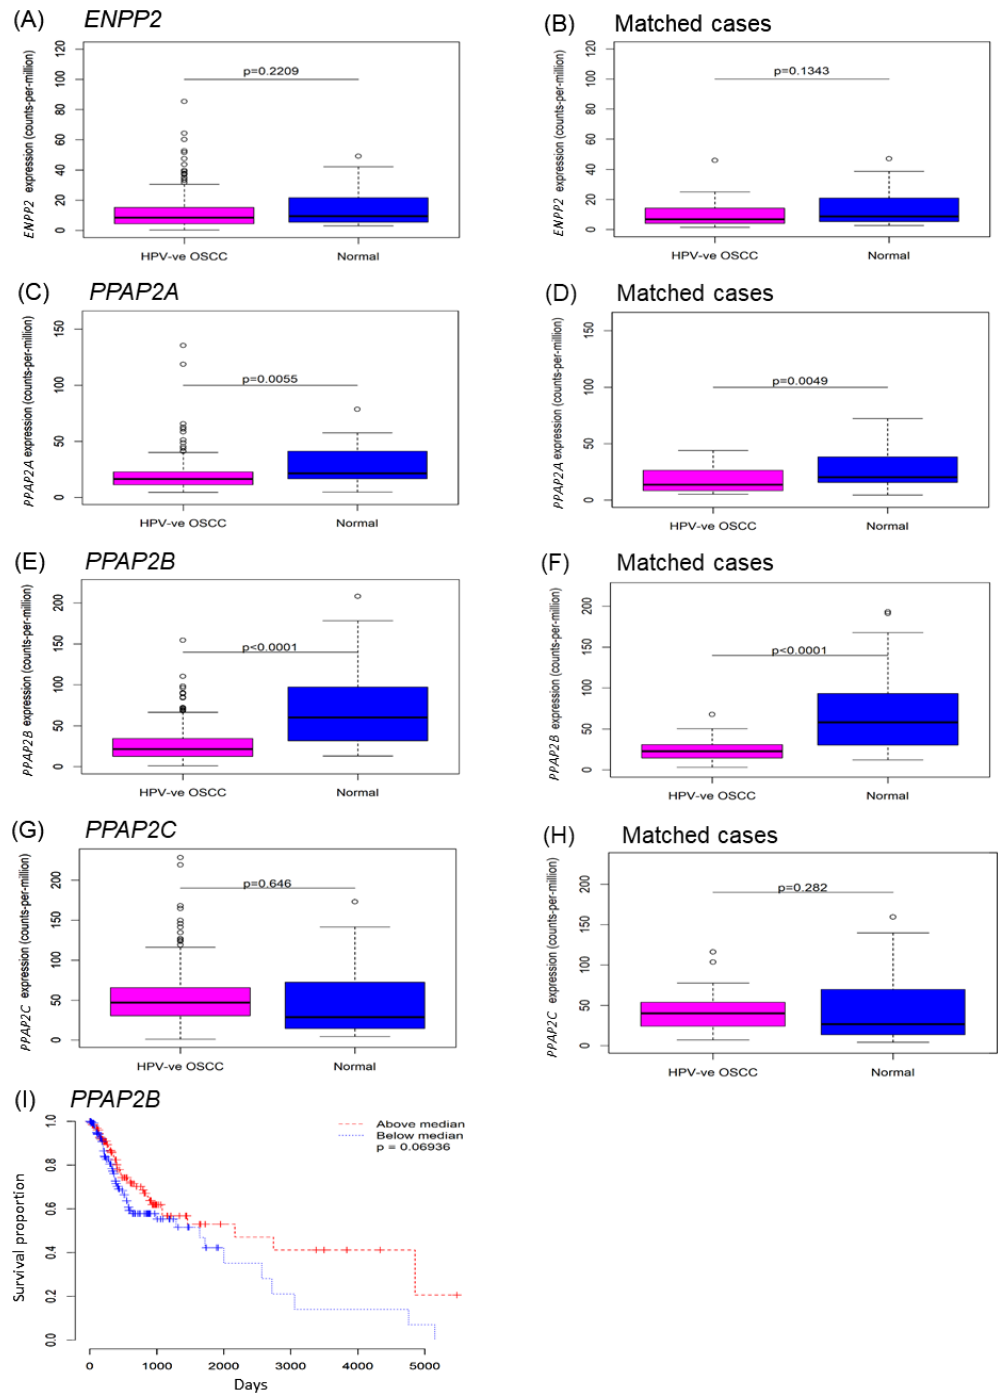 (A) ENPP2
ENPP2 expression (counts-per-million)
120
100
80
60
40
20
0
p=0.2209
HPV-ve OSCC Normal
(B) Matched cases
ENPP2 expression (counts-per-million)
120
100
80
60
40
20
0
p=0.1343
HPV-ve OSCC Normal
(C) PPAP2A
PPAP2A expression (counts-per-million)
150
100
50
0
p=0.0055
HPV-ve OSCC Normal
(D) Matched cases
PPAP2A expression (counts-per-million)
150
100
50
0
p=0.0049
HPV-ve OSCC Normal
(E) PPAP2B
PPAP2B expression (counts-per-million)
200
150
100
50
0
p<0.0001
HPV-ve OSCC Normal
(F) Matched cases
PPAP2B expression (counts-per-million)
200
150
100
50
0
p<0.0001
HPV-ve OSCC Normal
(G) PPAP2C
PPAP2C expression (counts-per-million)
200
150
100
50
0
p=0.646
HPV-ve OSCC Normal
(H) Matched cases
PPAP2C expression (counts-per-million)
200
150
100
50
0
p=0.282
HPV-ve OSCC Normal
(I) PPAP2B
Survival proportion
1.0
0.8
0.6
0.4
0.2
0.0
Above median
Below median
p = 0.06936
0 1000 2000 3000 4000 5000
Days